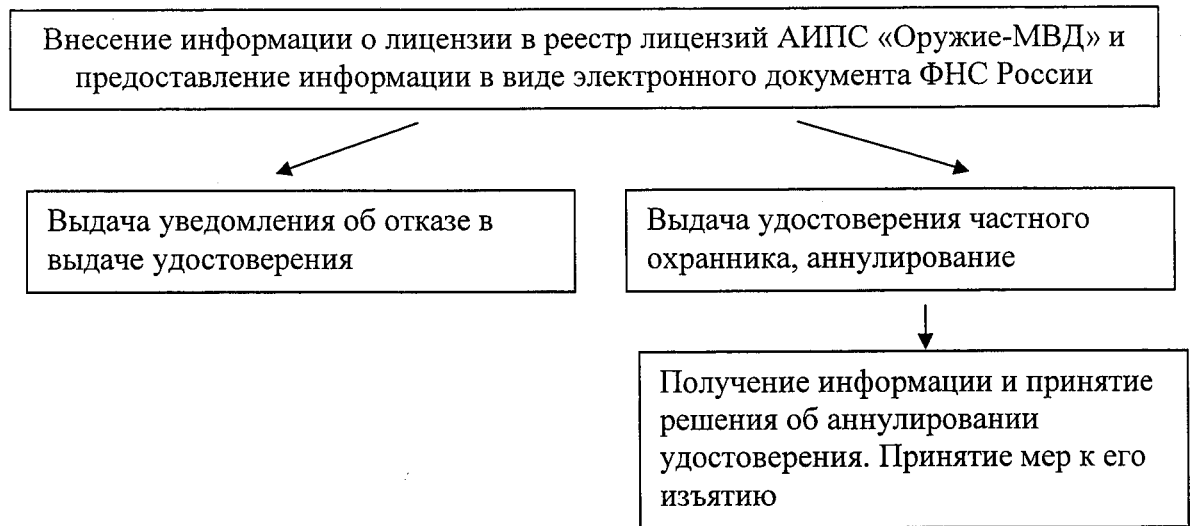 Внесение информации о лицензии в реестр лицензий АИПС «Оружие-МВД» и
предоставление информации в виде электронного документа ФНС России
Выдача уведомления об отказе в
выдаче удостоверения
Выдача удостоверения частного
охранника, аннулирование
Получение информации и принятие
решения об аннулировании
удостоверения. Принятие мер к его
изъятию